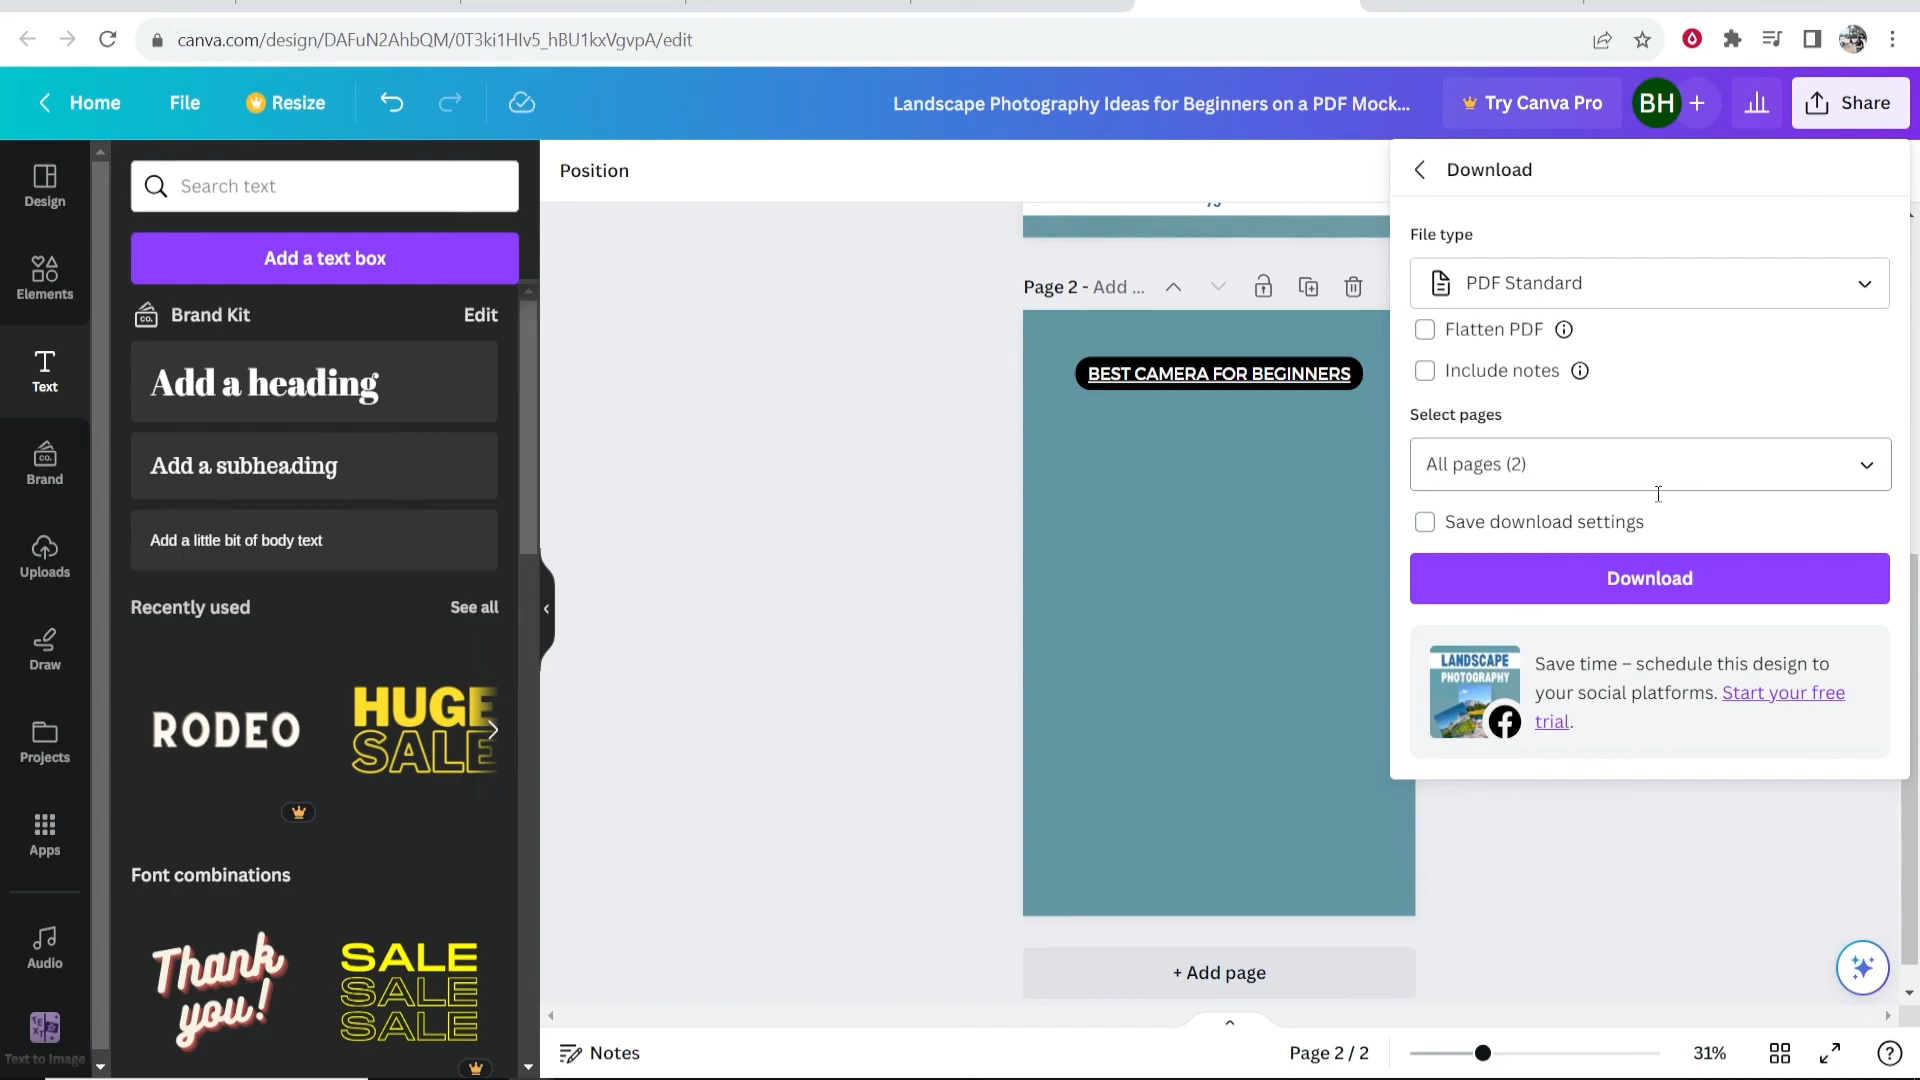 canva.com/design/DAFuN2AhbQM/0T3ki1HIv5_hBU1kxVgvpA/edit
Home
File
Resize
Landscape Photography Ideas for Beginners on a PDF Mock...
Try Canva Pro
BH
+
Share
Design
Elements
Text
Brand
Uploads
Draw
Projects
Apps
Audio
Text to Image
Search text
Add a text box
CO.
Brand Kit
Edit
Add a heading
Add a subheading
Add a little bit of body text
Recently used
See all
RODEO
HUGE
SALE
Font combinations
Thank
you!
SALE
SALE
SALE
Position
Page 2 - Add ...
BEST CAMERA FOR BEGINNERS
+ Add page
Notes
Page 2 / 2
31%
Download
File type
PDF Standard
Flatten PDF
Include notes
Select pages
All pages (2)
Save download settings
Download
LANDSCAPE
PHOTOGRAPHY
Save time – schedule this design to
your social platforms. Start your free
trial.